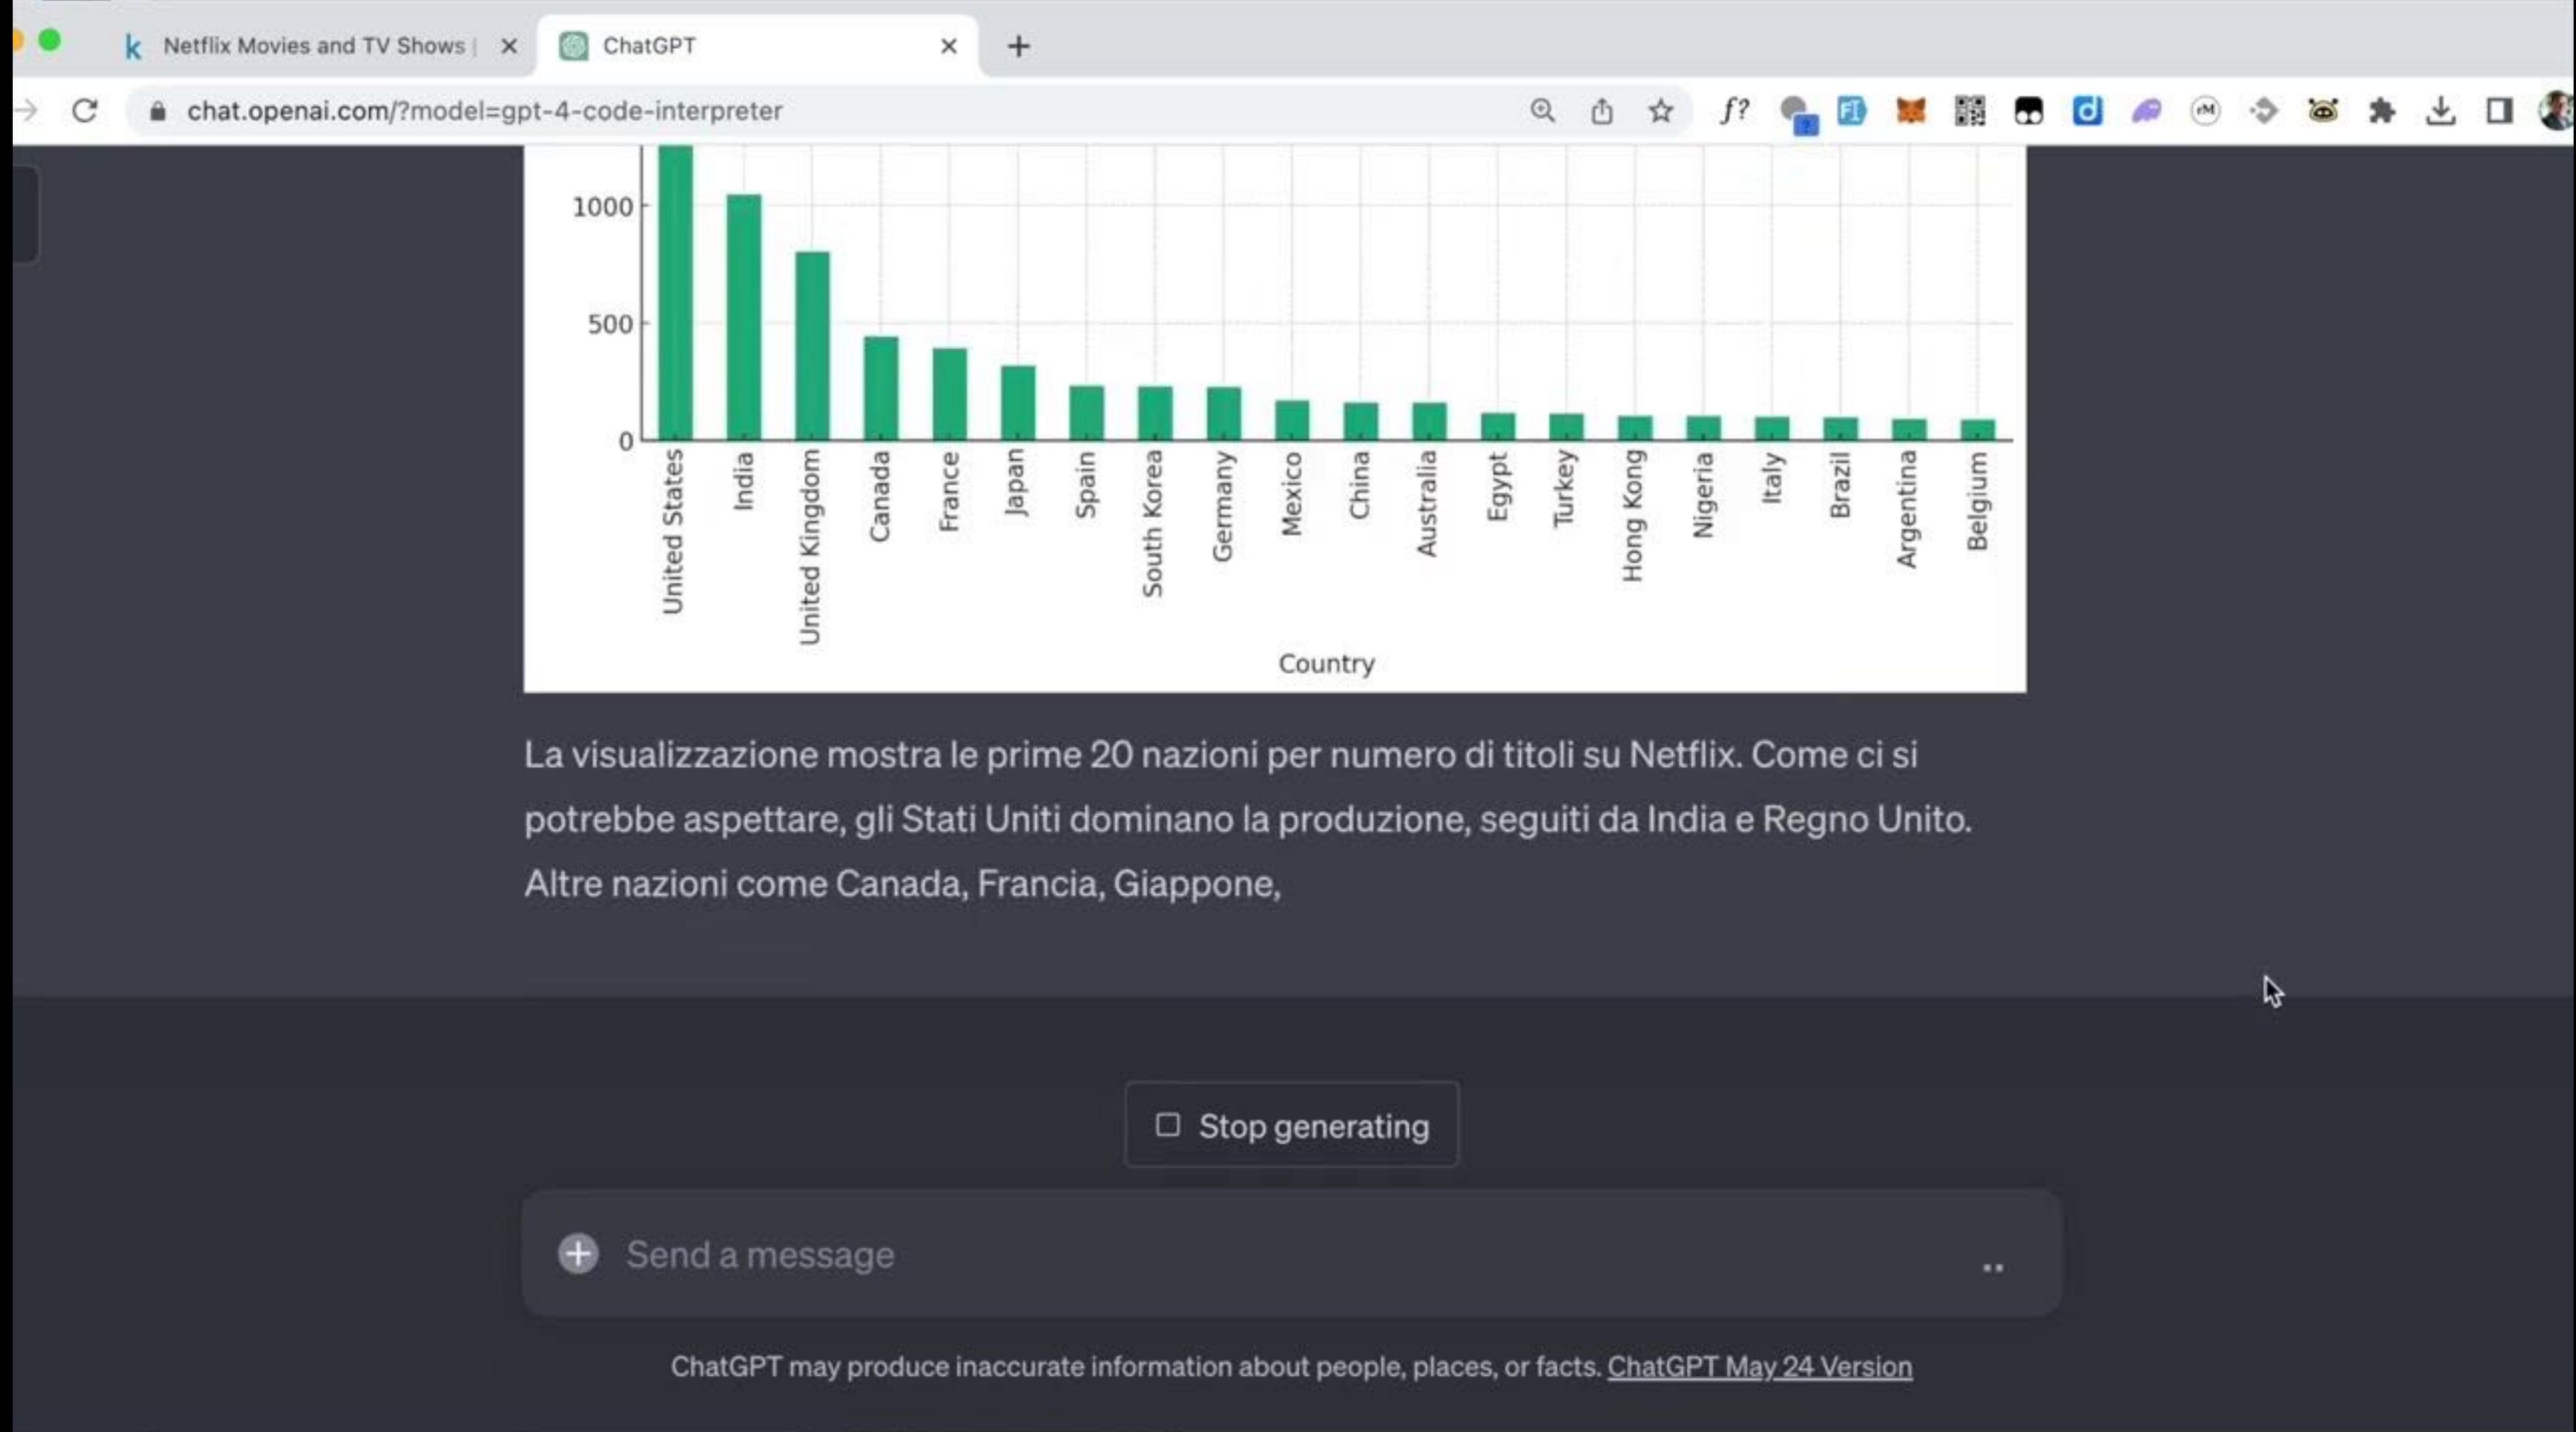 Netflix Movies and TV Shows |
ChatGPT
chat.openai.com/?model=gpt-4-code-interpreter
f?
?
FI
d
rM
1000
500
0
United States
India
United Kingdom
Canada
France
Japan
Spain
South Korea
Germany
Mexico
China
Australia
Egypt
Turkey
Hong Kong
Nigeria
Italy
Brazil
Argentina
Belgium
Country
La visualizzazione mostra le prime 20 nazioni per numero di titoli su Netflix. Come ci si
potrebbe aspettare, gli Stati Uniti dominano la produzione, seguiti da India e Regno Unito.
Altre nazioni come Canada, Francia, Giappone,
Stop generating
Send a message
ChatGPT may produce inaccurate information about people, places, or facts. ChatGPT May 24 Version